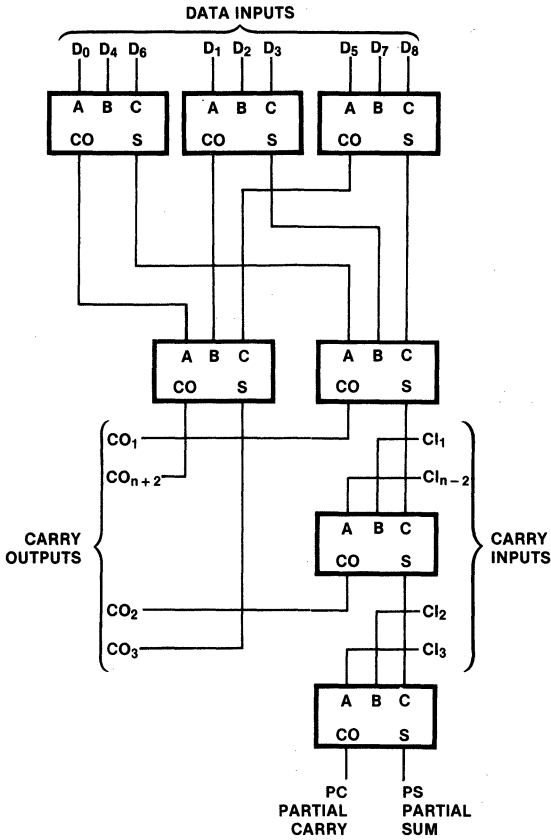 DATA INPUTS
D0 D4 D6 D1 D2 D3 D5 D7 D8
A B C A B C A B C
CO S CO S CO S
A B C A B C
CO S CO S
CO1 CI1
COn+2 CIn−2
A B C
CARRY OUTPUTS CO S CARRY INPUTS
CO2 CI2
CO3 CI3
A B C
CO S
PC PS
PARTIAL PARTIAL
CARRY SUM